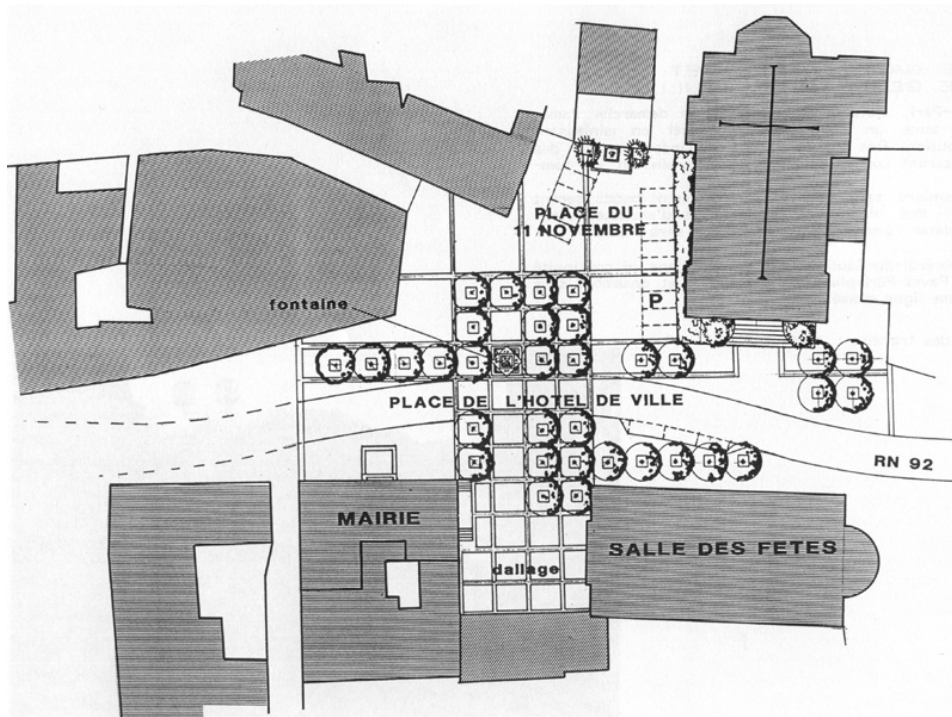 PLACE DU
11 NOVEMBRE
fontaine
P
PLACE DE L'HOTEL DE VILLE
RN 92
MAIRIE
SALLE DES FETES
dallage